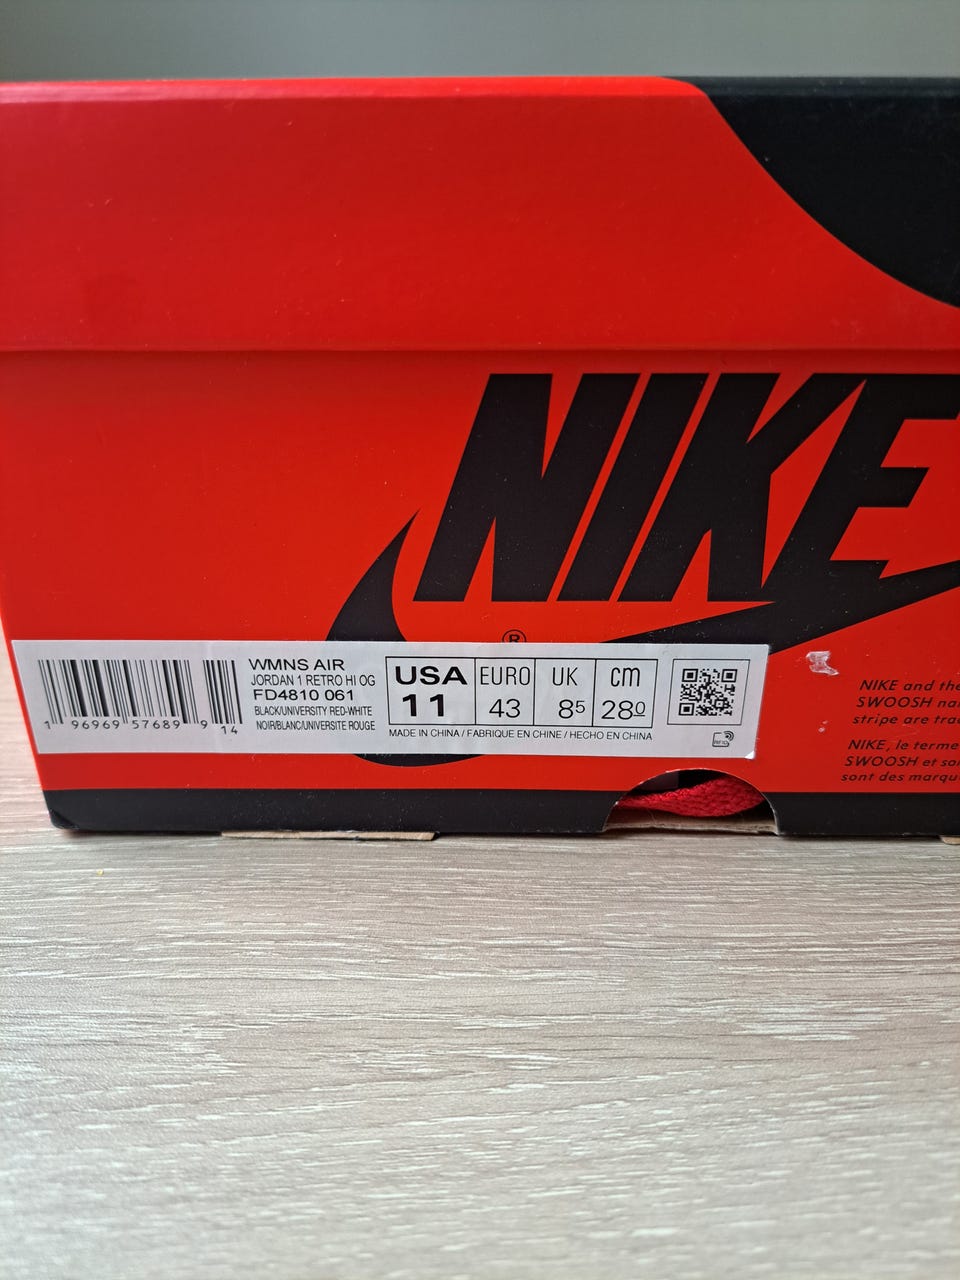 NIKE
®
WMNS AIR
JORDAN 1 RETRO HI OG
FD4810 061
BLACK/UNIVERSITY RED-WHITE
NOIR/BLANC/UNIVERSITE ROUGE
1 96969 57689 9 14
USA EURO UK cm
11 43 8⁵ 28⁰
MADE IN CHINA / FABRIQUE EN CHINE / HECHO EN CHINA
NIKE and the
SWOOSH
stripe are
NIKE, le terme
SWOOSH et
sont des